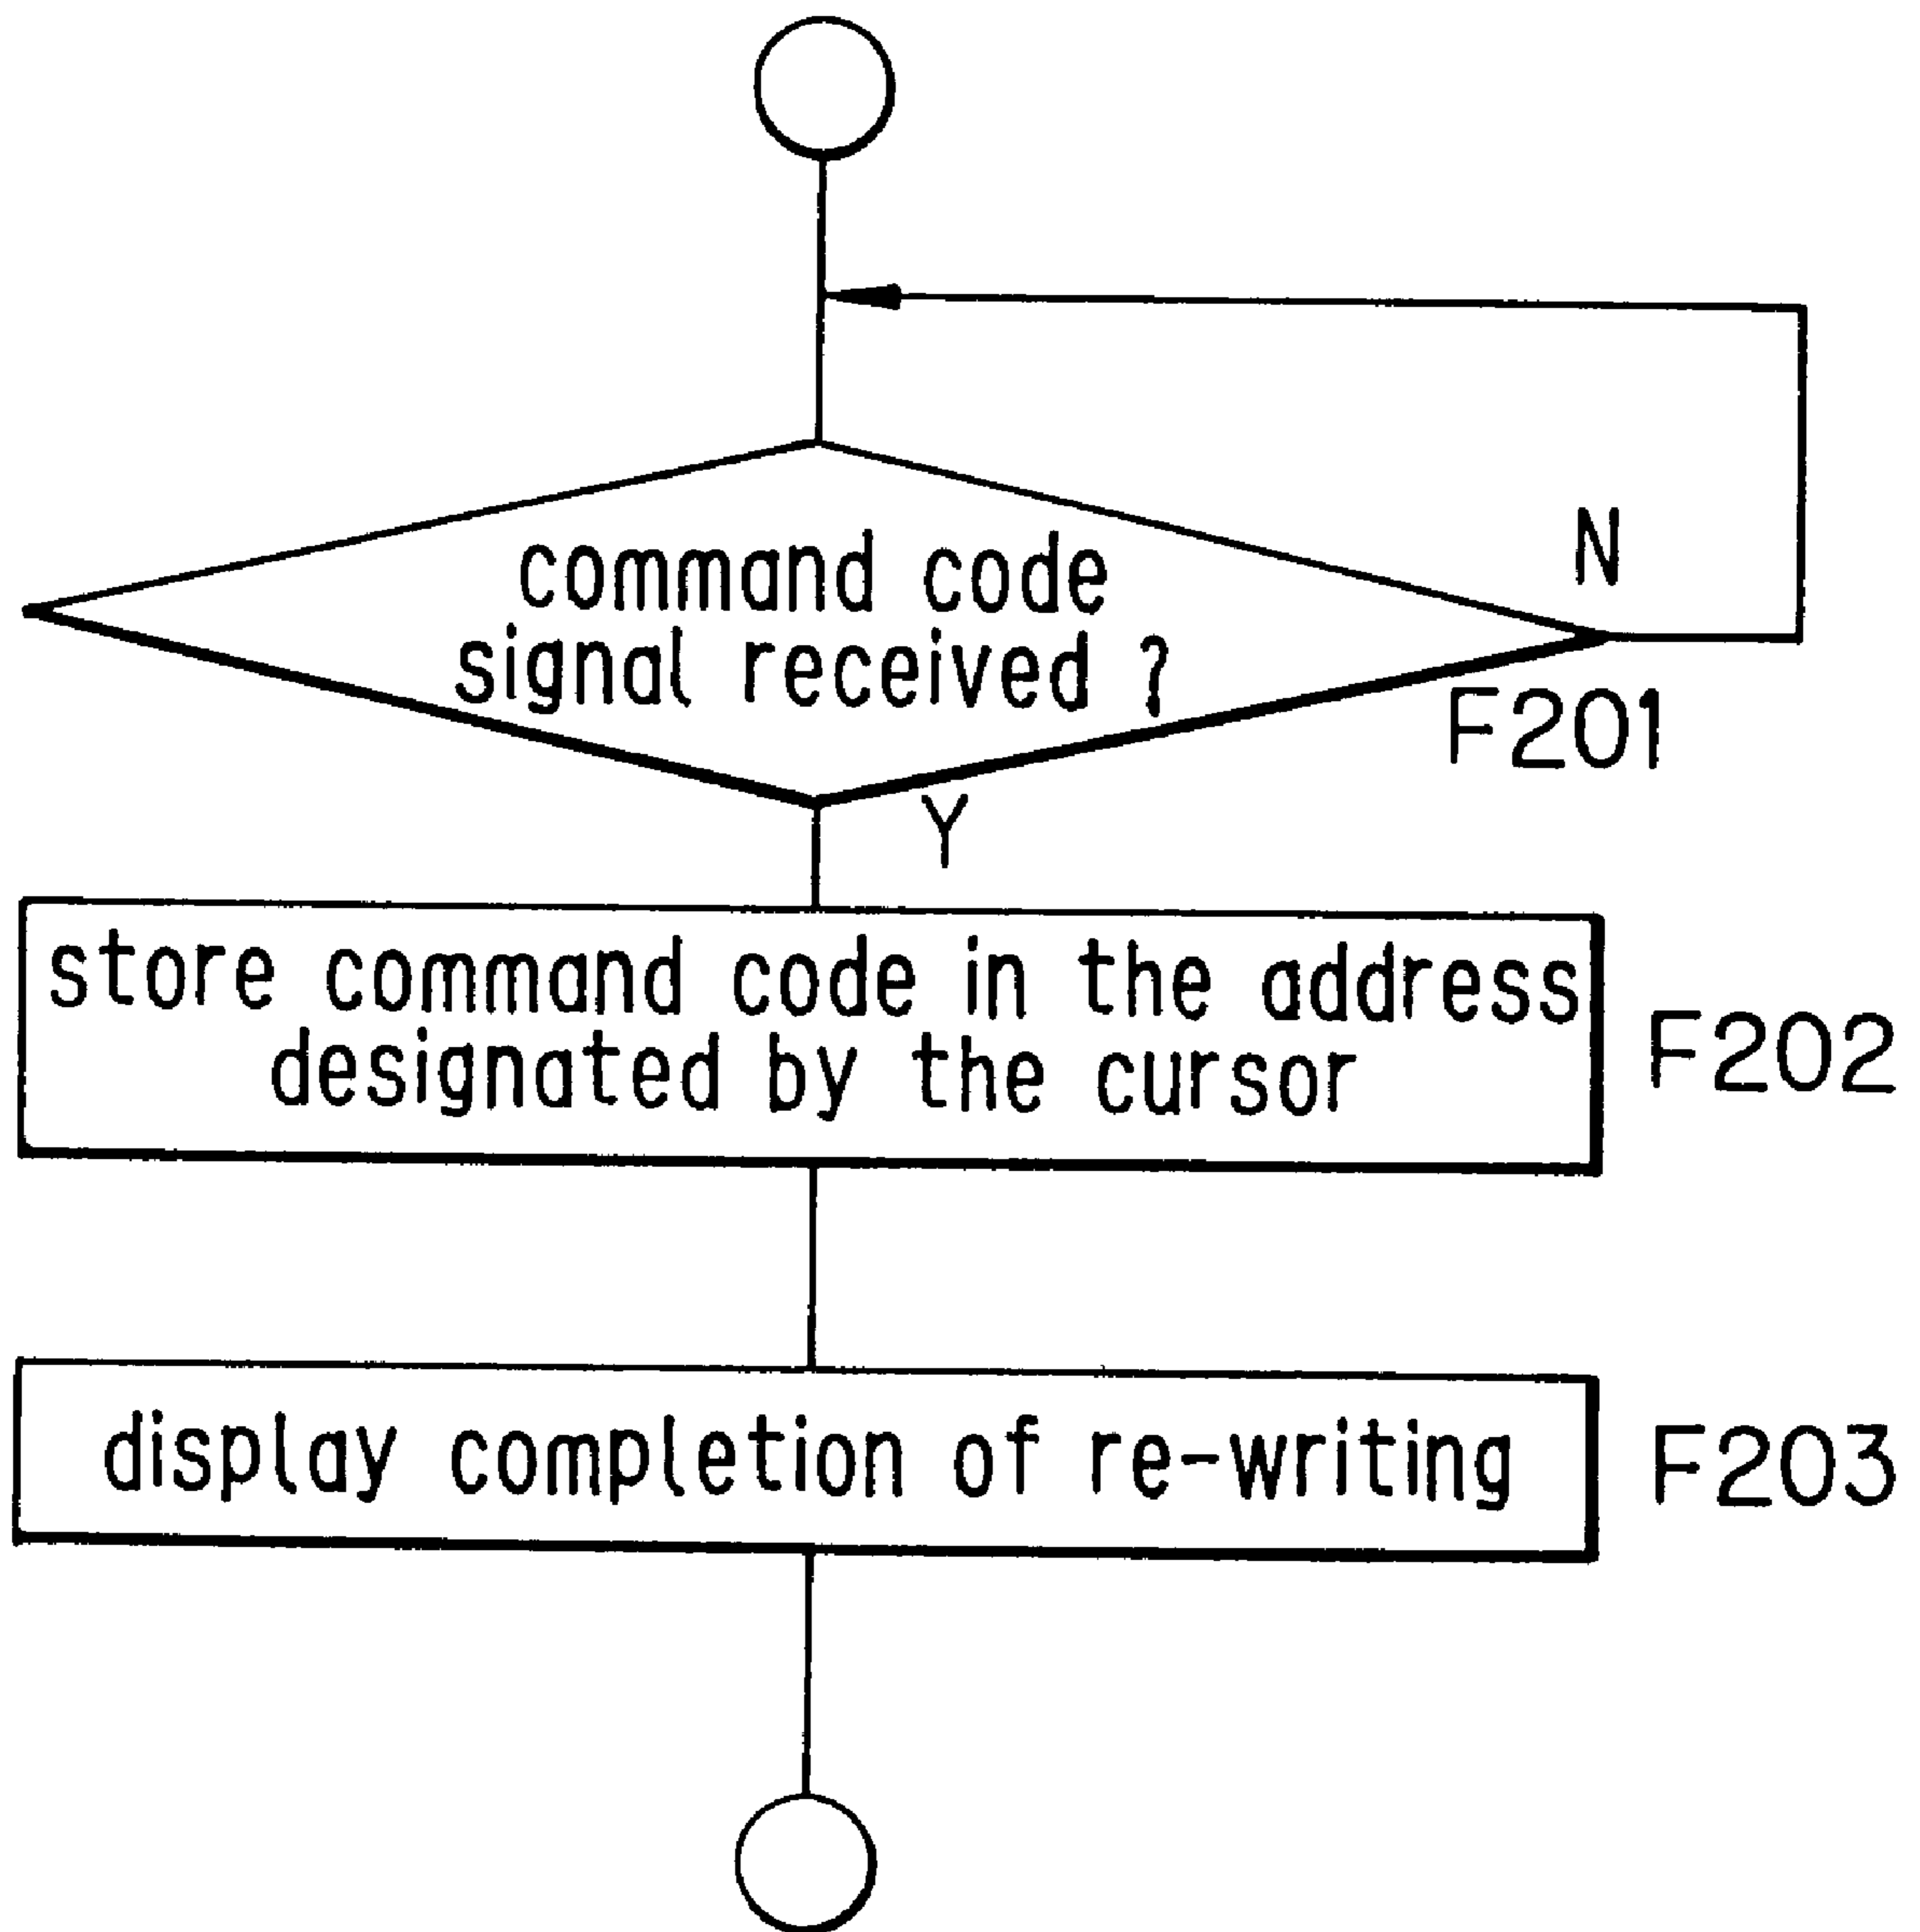 command code
signal received ?
N
F201
Y
store command code in the address
designated by the cursor
F202
display completion of re-writing
F203